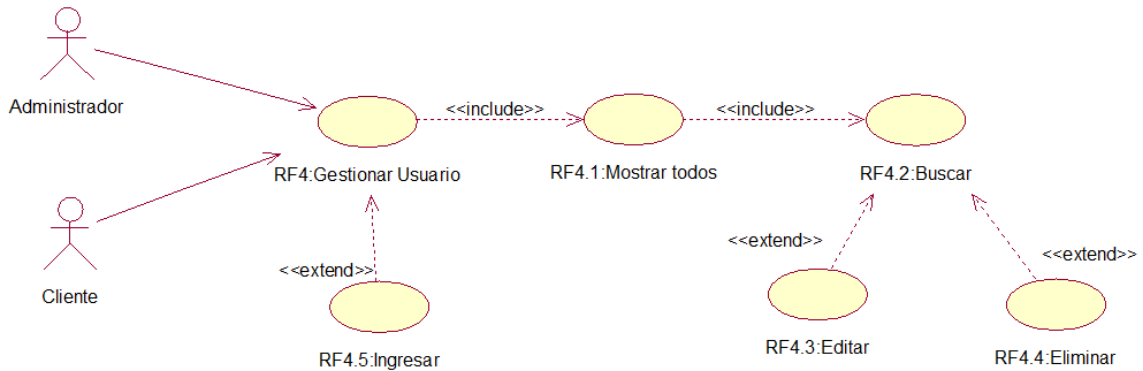 Administrador
<<include>>
<<include>>
RF4:Gestionar Usuario
RF4.1:Mostrar todos
RF4.2:Buscar
Cliente
<<extend>>
RF4.5:Ingresar
<<extend>>
<<extend>>
RF4.3:Editar
RF4.4:Eliminar